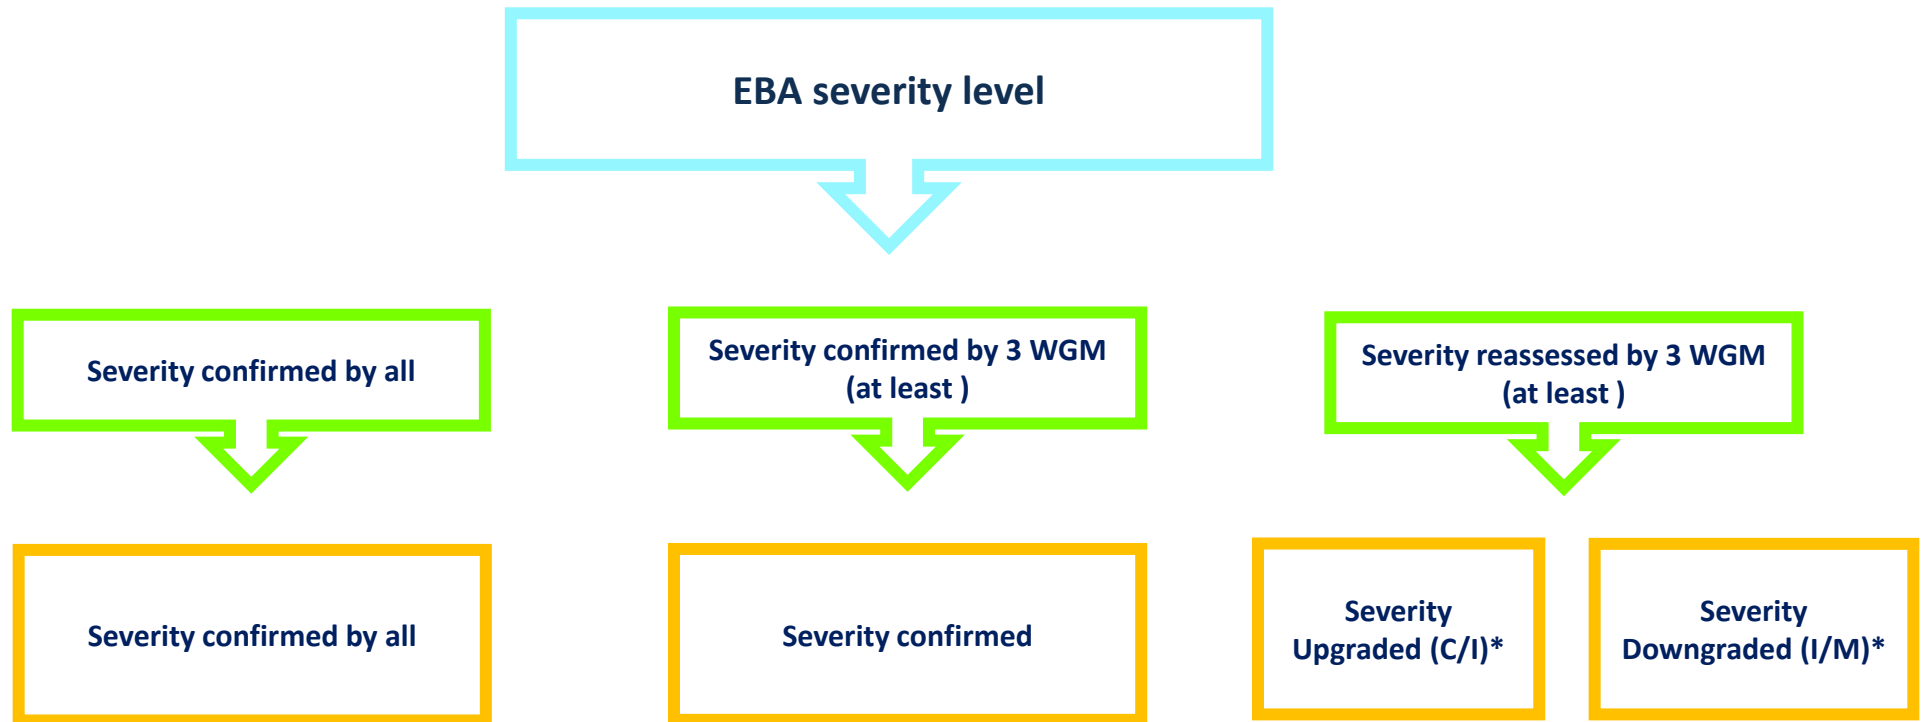 EBA severity level
Severity confirmed by all
Severity confirmed by 3 WGM
(at least )
Severity reassessed by 3 WGM
(at least )
Severity confirmed by all
Severity confirmed
Severity
Upgraded (C/I)*
Severity
Downgraded (I/M)*